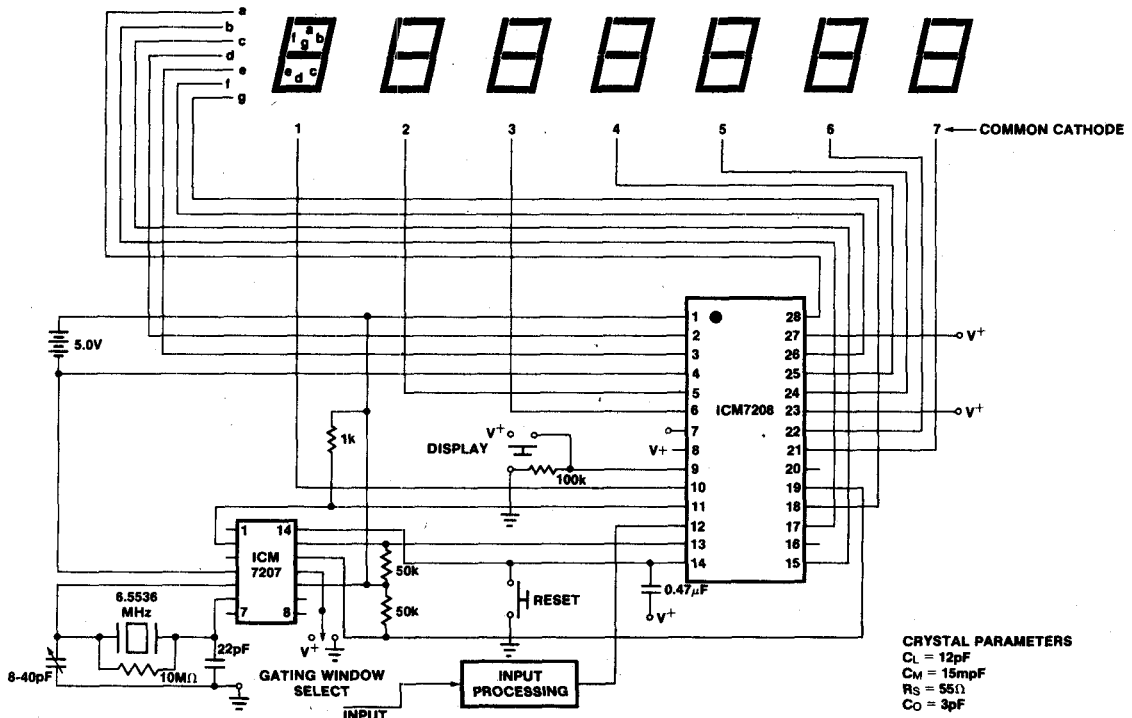 a
b
c
d
e
f
g
a
f b
g
e c
d
1 2 3 4 5 6 7
COMMON CATHODE
5.0V
1 28
2 27
3 26
4 25
5 24
6 23
7 22
8 21
9 20
10 19
11 18
12 17
13 16
14 15
ICM7208
V+
V+
V+
DISPLAY
V+
100k
1k
1 14
ICM
7207
7 8
50k
50k
6.5536
MHz
8-40pF
10MΩ
22pF
V+
GATING WINDOW
SELECT
RESET
0.47μF
V+
INPUT
PROCESSING
INPUT
CRYSTAL PARAMETERS
CL = 12pF
CM = 15mpF
RS = 55Ω
CO = 3pF